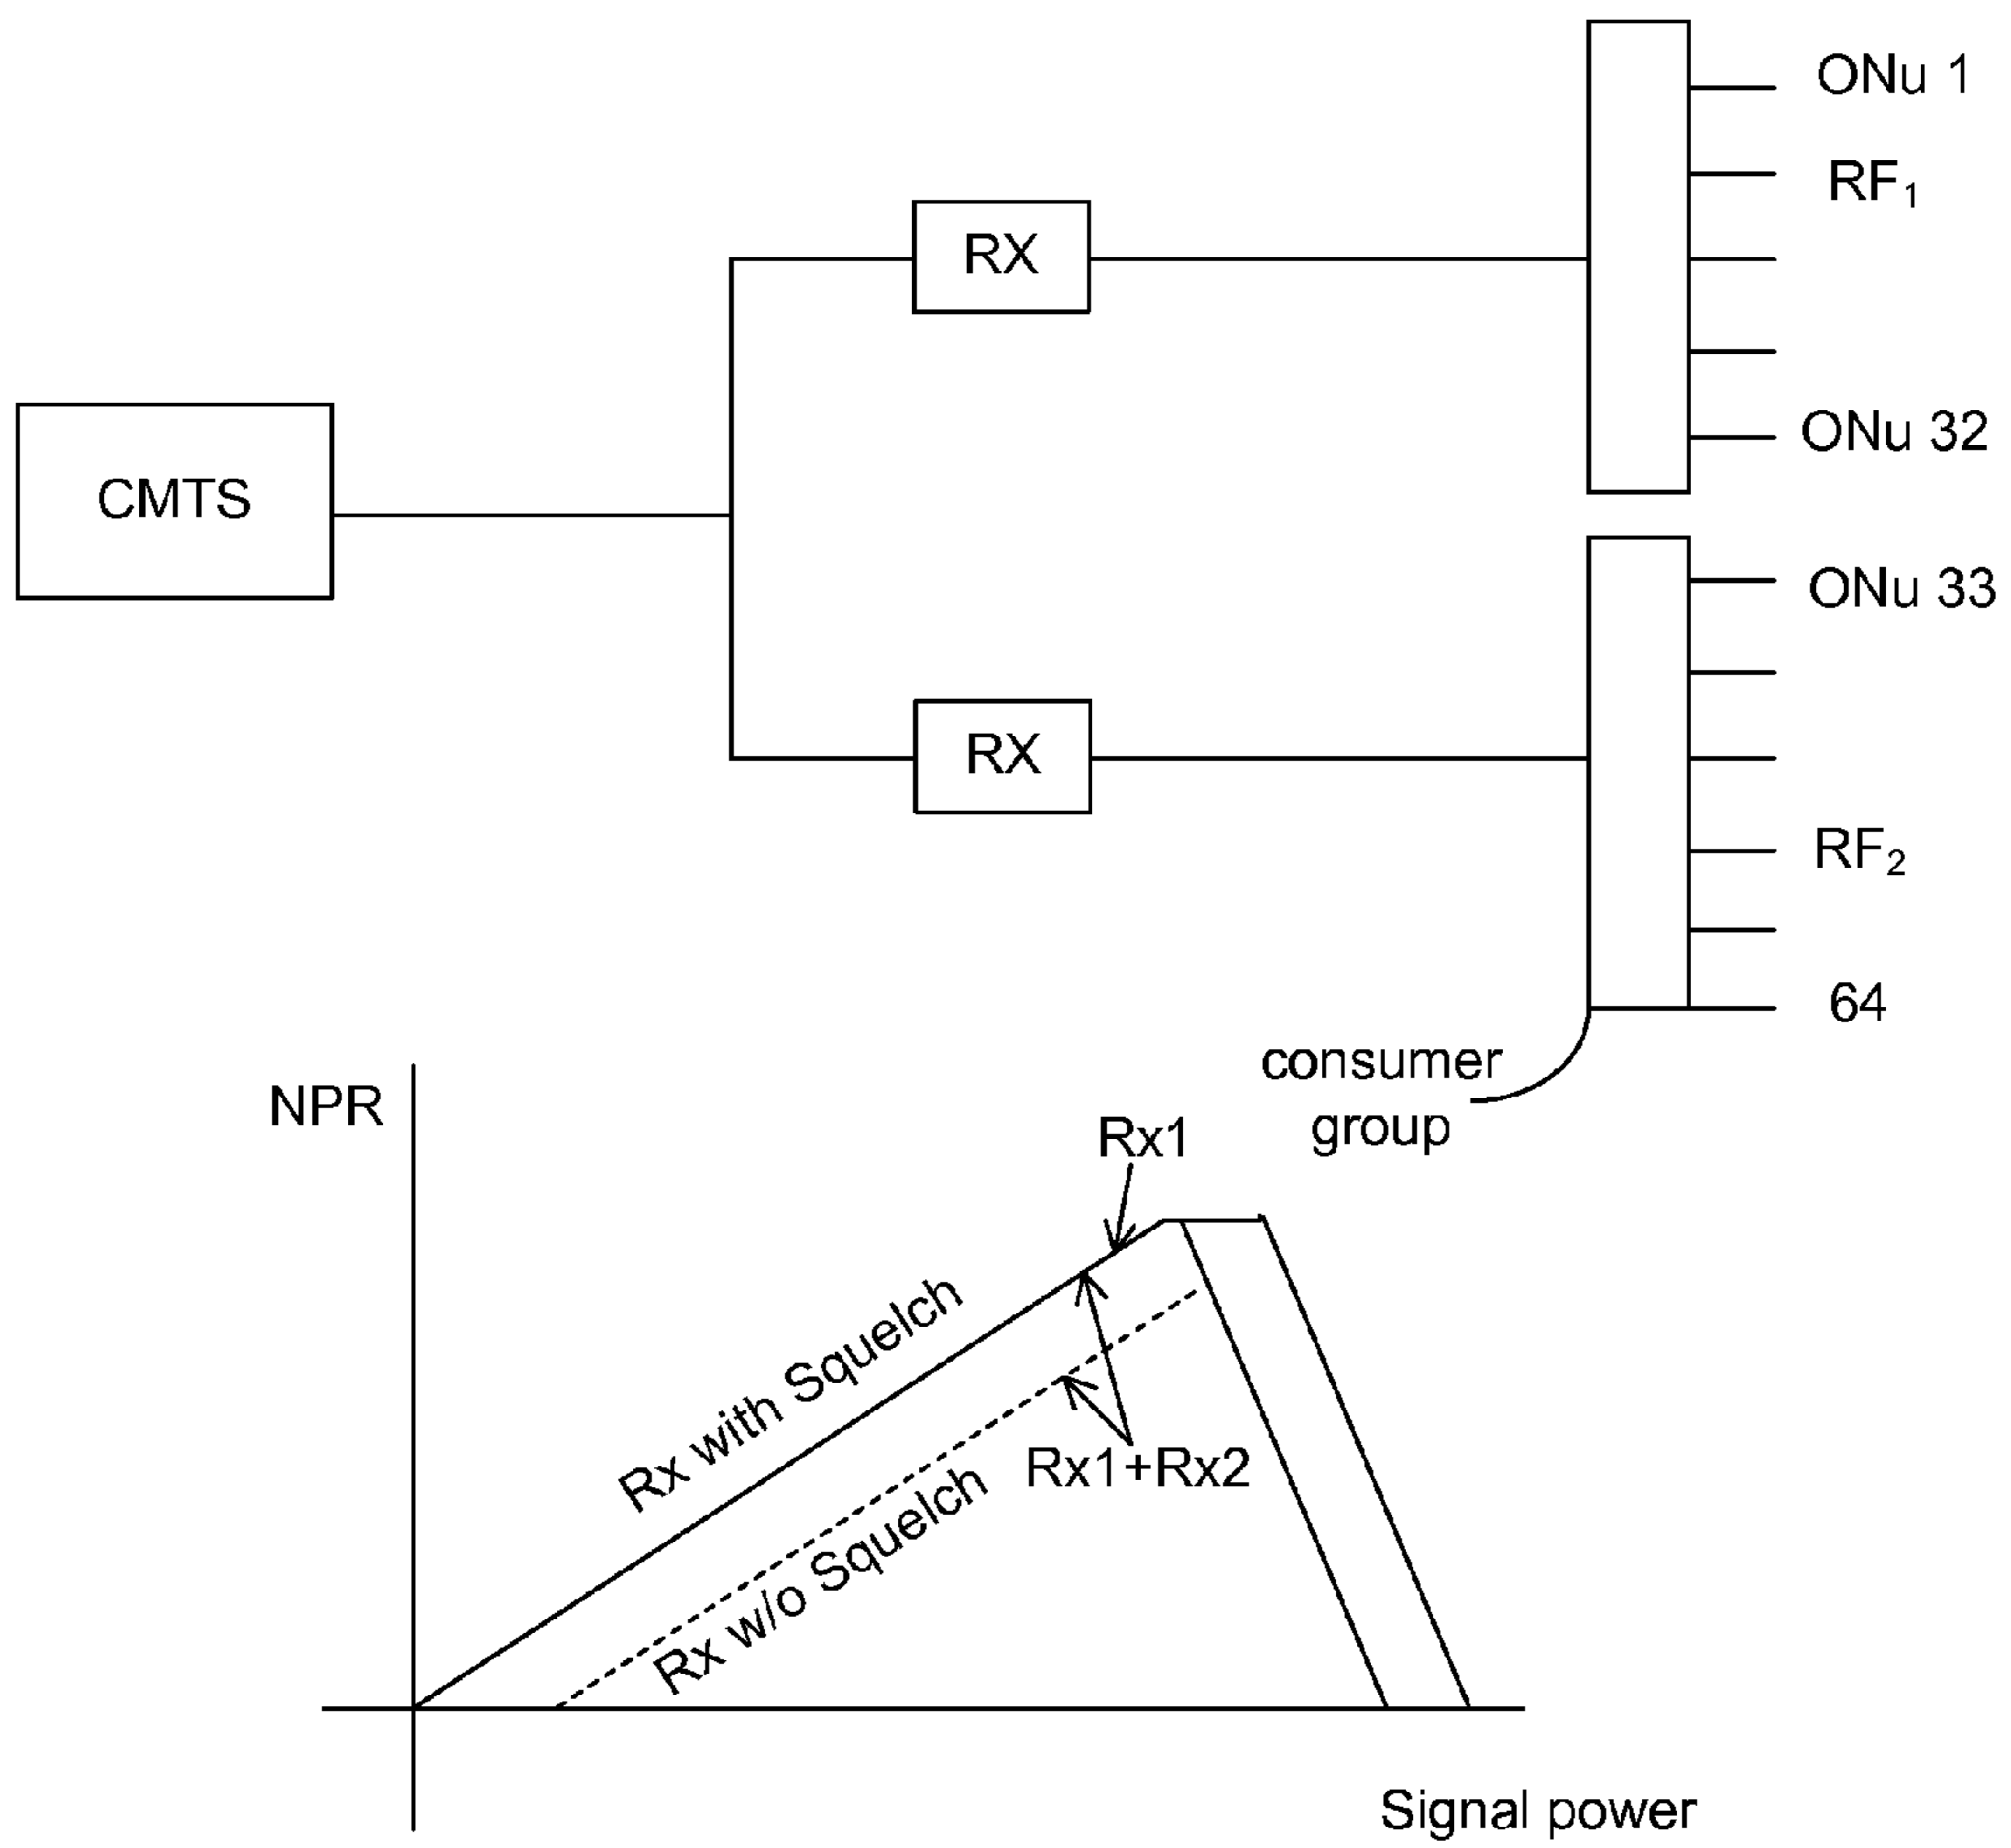 ONu 1
RF₁
RX
ONu 32
CMTS
ONu 33
RX
RF₂
64
consumer
group
NPR
Rx1
Rx with Squelch
Rx1+Rx2
Rx w/o Squelch
Signal power